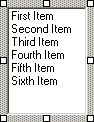 First Item
Second Item
Third Item
Fourth Item
Fifth Item
Sixth Item